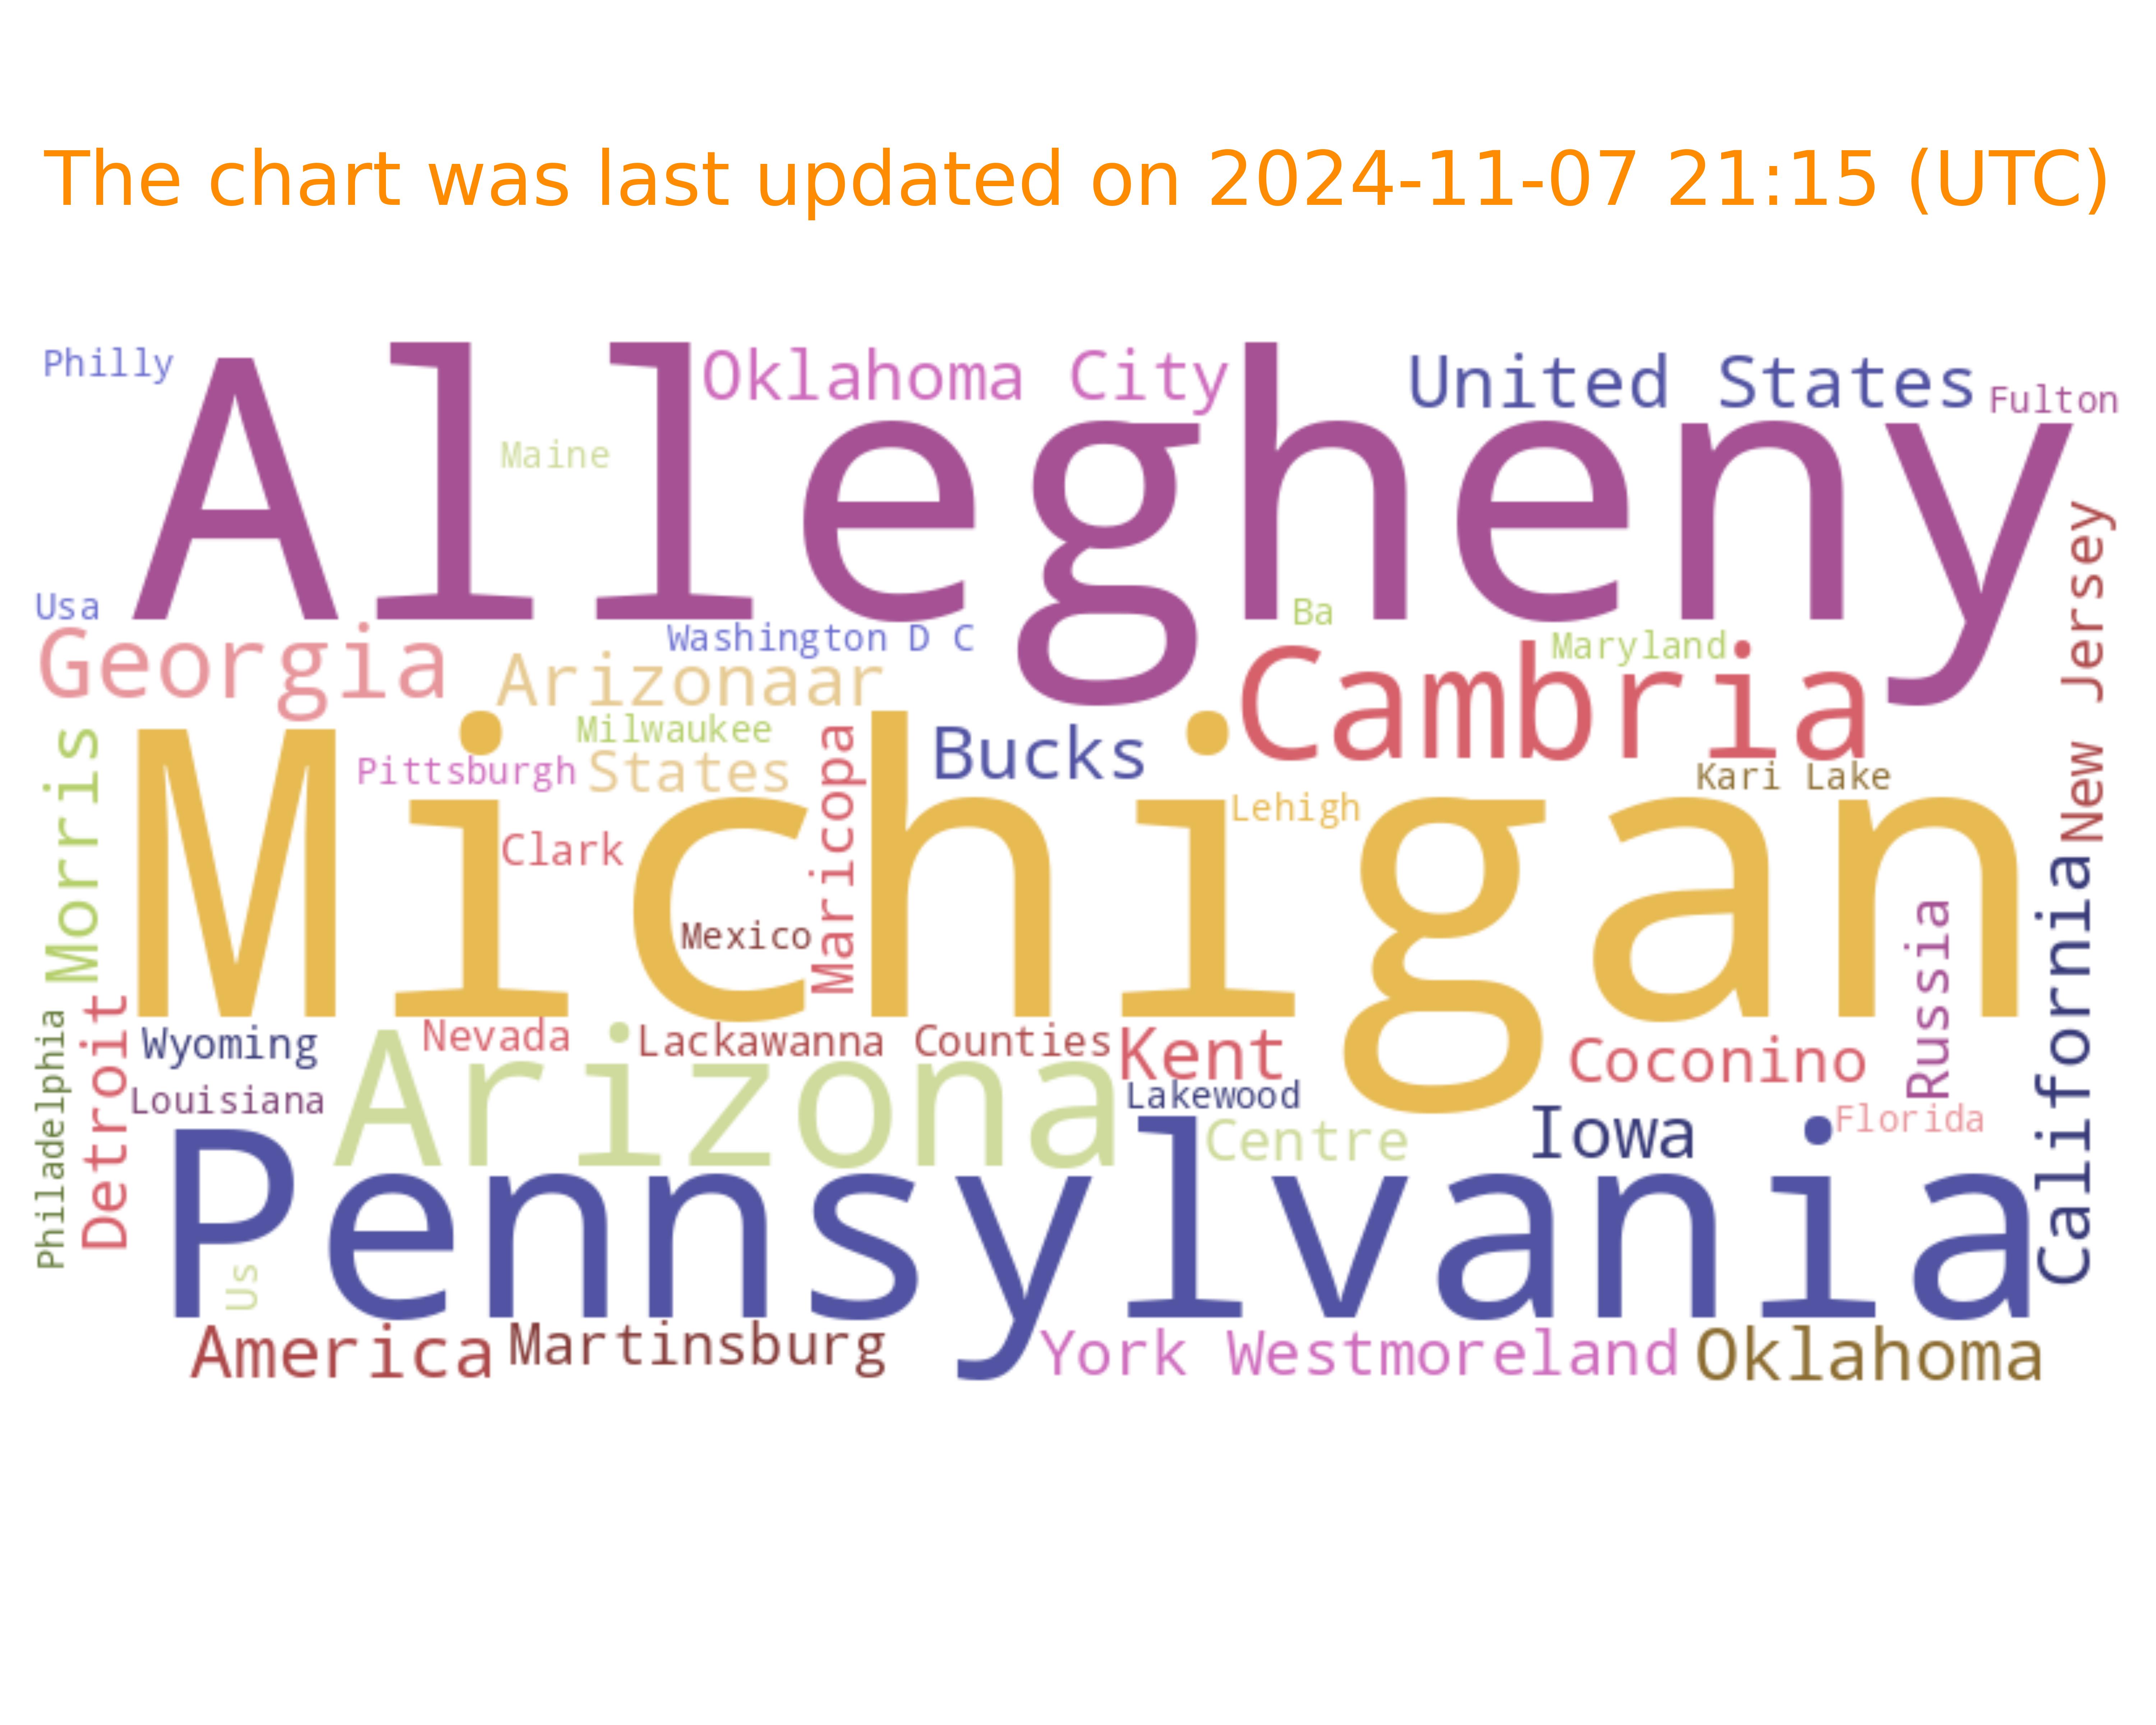 The chart was last updated on 2024-11-07 21:15 (UTC)
Philly
Oklahoma City
United States
Fulton
Allegheny
Maine
New Jersey
Usa
Ba
Washington D C
Maryland
Georgia
Arizonaar
Cambria
Morris
Milwaukee
Bucks
Pittsburgh
States
Maricopa
Kari Lake
Michigan
Lehigh
Clark
Mexico
Russia
California
Philadelphia
Detroit
Wyoming
Nevada
Lackawanna Counties
Kent
Coconino
Louisiana
Arizona
Lakewood
Centre
Iowa
Florida
Pennsylvania
Us
America
Martinsburg
York Westmoreland
Oklahoma